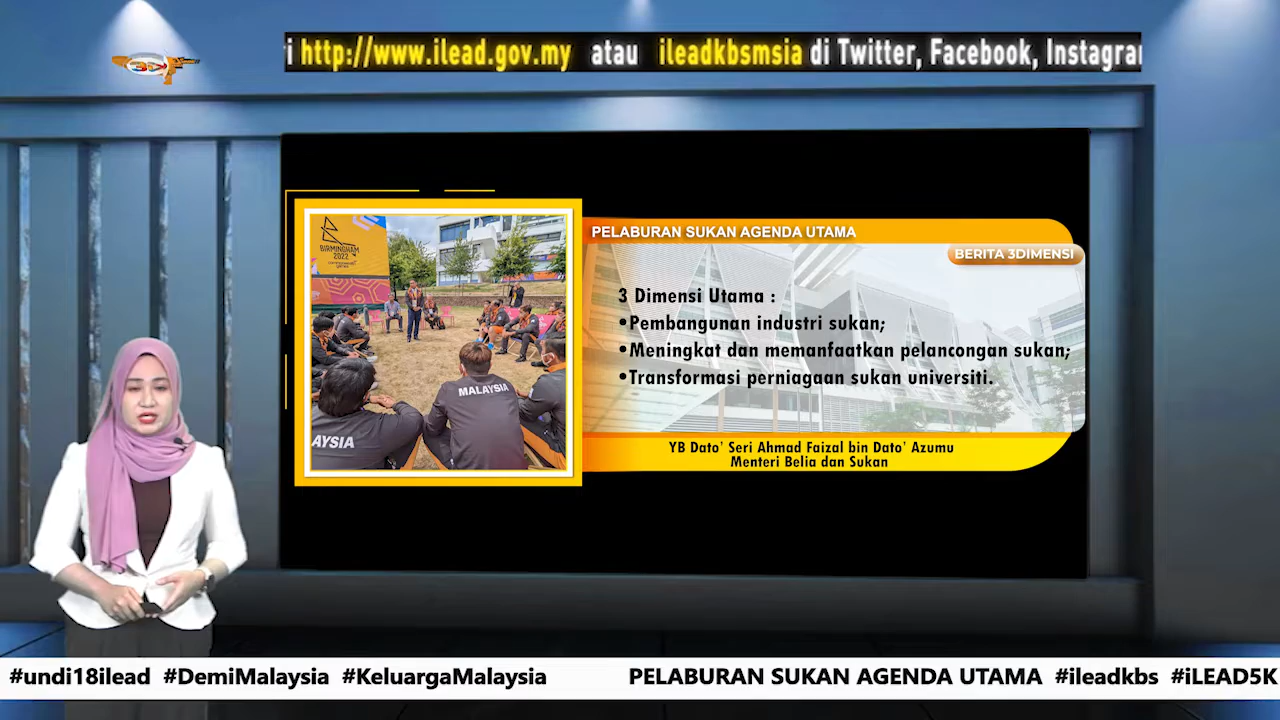 http://www.ilead.gov.my atau ileadkbsmsia di Twitter, Facebook, Instagram
3D
PELABURAN SUKAN AGENDA UTAMA
BERITA 3DIMENSI
BIRMINGHAM
2022
3 Dimensi Utama :
•Pembangunan industri sukan;
•Meningkat dan memanfaatkan pelancongan sukan;
•Transformasi perniagaan sukan universiti.
MALAYSIA
AYSIA
YB Dato' Seri Ahmad Faizal bin Dato' Azumu
Menteri Belia dan Sukan
#undi18ilead #DemiMalaysia #KeluargaMalaysia PELABURAN SUKAN AGENDA UTAMA #ileadkbs #iLEAD5K